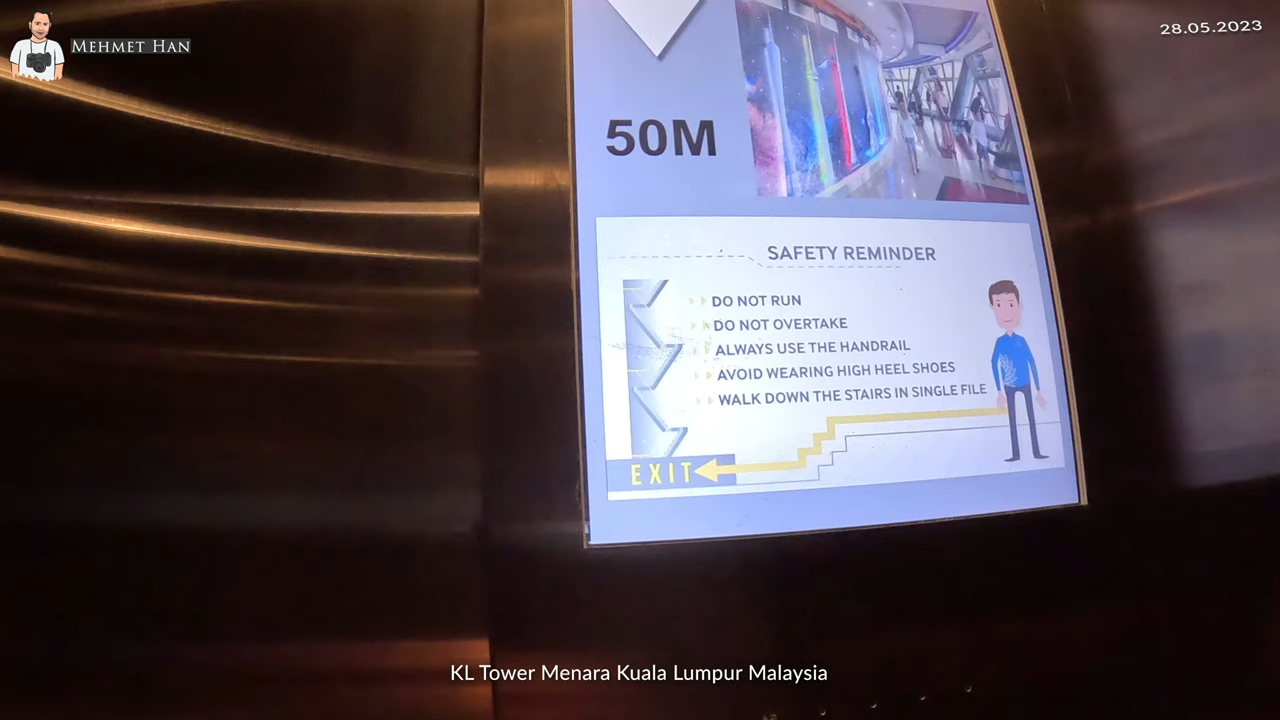 MEHMET HAN
28.05.2023
50M
SAFETY REMINDER
DO NOT RUN
DO NOT OVERTAKE
ALWAYS USE THE HANDRAIL
AVOID WEARING HIGH HEEL SHOES
WALK DOWN THE STAIRS IN SINGLE FILE
EXIT
KL Tower Menara Kuala Lumpur Malaysia